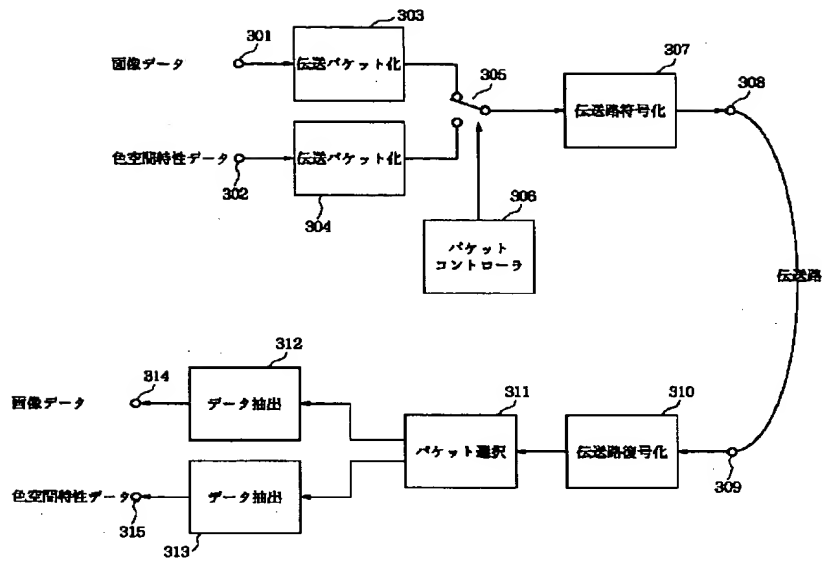 303
301
画像データ
伝送パケット化
305
307
伝送路符号化
308
色空間特性データ
302
伝送パケット化
304
306
パケット
コントローラ
伝送路
312
314
画像データ
データ抽出
311
パケット選択
310
伝送路復号化
309
色空間特性データ
315
データ抽出
313